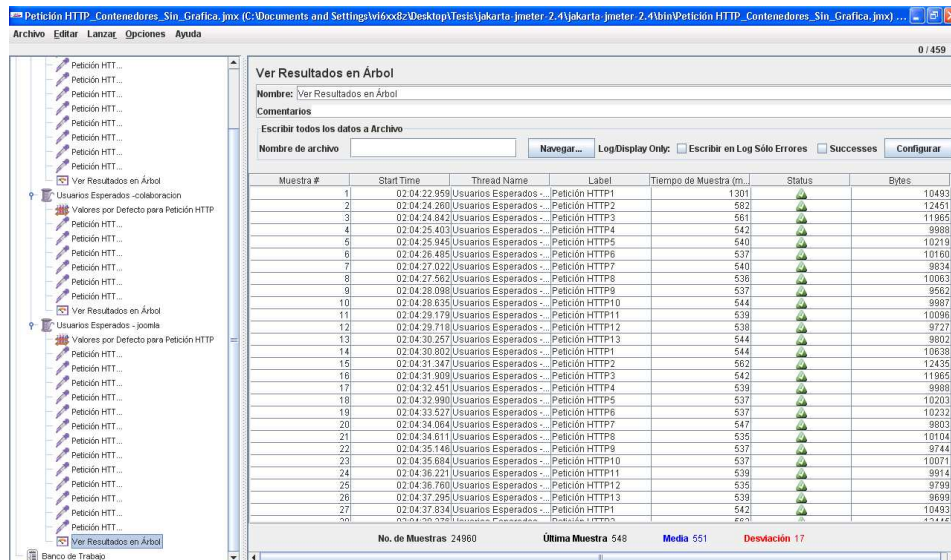 Petición HTTP_Contenedores_Sin_Grafica.jmx (C:\Documents and Settings\vi6xx8z\Desktop\Tesis\jakarta-jmeter-2.4\jakarta-jmeter-2.4\bin\Petición HTTP_Contenedores_Sin_Grafica.jmx) ...
Archivo Editar Lanzar Opciones Ayuda
0 / 459
Petición HTT...
Petición HTT...
Petición HTT...
Petición HTT...
Petición HTT...
Petición HTT...
Petición HTT...
Petición HTT...
Ver Resultados en Árbol
Usuarios Esperados -colaboracion
Valores por Defecto para Petición HTTP
Petición HTT...
Petición HTT...
Petición HTT...
Petición HTT...
Petición HTT...
Petición HTT...
Ver Resultados en Árbol
Usuarios Esperados - joomla
Valores por Defecto para Petición HTTP
Petición HTT...
Petición HTT...
Petición HTT...
Petición HTT...
Petición HTT...
Petición HTT...
Petición HTT...
Petición HTT...
Petición HTT...
Petición HTT...
Petición HTT...
Petición HTT...
Petición HTT...
Ver Resultados en Árbol
Banco de Trabajo
Ver Resultados en Árbol
Nombre: Ver Resultados en Árbol
Comentarios
Escribir todos los datos a Archivo
Nombre de archivo Navegar... Log/Display Only: Escribir en Log Sólo Errores Successes Configurar
Muestra # Start Time Thread Name Label Tiempo de Muestra (m... Status Bytes
1 02:04:22.959 Usuarios Esperados -... Petición HTTP1 1301 10493
2 02:04:24.260 Usuarios Esperados -... Petición HTTP2 582 12451
3 02:04:24.842 Usuarios Esperados -... Petición HTTP3 561 11965
4 02:04:25.403 Usuarios Esperados -... Petición HTTP4 542 9988
5 02:04:25.945 Usuarios Esperados -... Petición HTTP5 540 10219
6 02:04:26.485 Usuarios Esperados -... Petición HTTP6 537 10160
7 02:04:27.022 Usuarios Esperados -... Petición HTTP7 540 9834
8 02:04:27.562 Usuarios Esperados -... Petición HTTP8 536 10063
9 02:04:28.098 Usuarios Esperados -... Petición HTTP9 537 9562
10 02:04:28.635 Usuarios Esperados -... Petición HTTP10 544 9987
11 02:04:29.179 Usuarios Esperados -... Petición HTTP11 539 10096
12 02:04:29.718 Usuarios Esperados -... Petición HTTP12 538 9727
13 02:04:30.257 Usuarios Esperados -... Petición HTTP13 544 9802
14 02:04:30.802 Usuarios Esperados -... Petición HTTP1 544 10638
15 02:04:31.347 Usuarios Esperados -... Petición HTTP2 562 12435
16 02:04:31.909 Usuarios Esperados -... Petición HTTP3 542 11965
17 02:04:32.451 Usuarios Esperados -... Petición HTTP4 539 9988
18 02:04:32.990 Usuarios Esperados -... Petición HTTP5 537 10203
19 02:04:33.527 Usuarios Esperados -... Petición HTTP6 537 10232
20 02:04:34.064 Usuarios Esperados -... Petición HTTP7 547 9803
21 02:04:34.611 Usuarios Esperados -... Petición HTTP8 535 10104
22 02:04:35.146 Usuarios Esperados -... Petición HTTP9 537 9744
23 02:04:35.684 Usuarios Esperados -... Petición HTTP10 537 10071
24 02:04:36.221 Usuarios Esperados -... Petición HTTP11 539 9914
25 02:04:36.760 Usuarios Esperados -... Petición HTTP12 535 9799
26 02:04:37.295 Usuarios Esperados -... Petición HTTP13 539 9699
27 02:04:37.834 Usuarios Esperados -... Petición HTTP1 542 10493
No. de Muestras 24960 Última Muestra 548 Media 551 Desviación 17